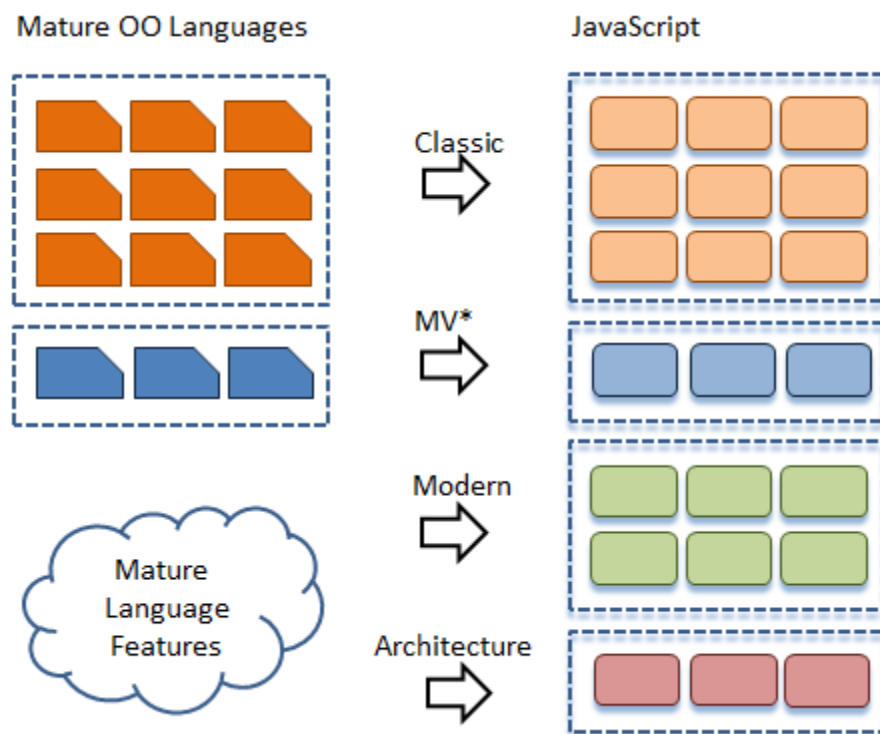 Mature OO Languages
JavaScript
Classic
MV*
Modern
Mature
Language
Features
Architecture